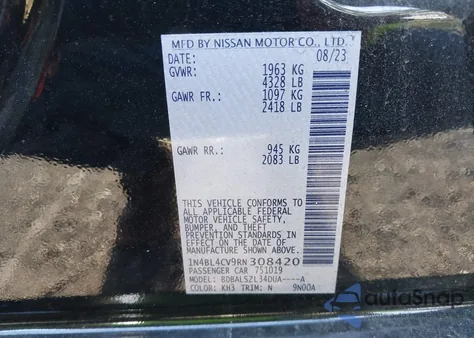 MFD BY NISSAN MOTOR CO., LTD.
DATE: 08/23
GVWR: 1963 KG
4328 LB
GAWR FR.: 1097 KG
2418 LB
GAWR RR.: 945 KG
2083 LB
THIS VEHICLE CONFORMS TO
ALL APPLICABLE FEDERAL
MOTOR VEHICLE SAFETY,
BUMPER, AND THEFT
PREVENTION STANDARDS IN
EFFECT ON THE DATE OF
MANUFACTURE SHOWN ABOVE.
1N4BL4CV9RN308420
PASSENGER CAR 751019
MODEL: BDBALSZL34DUA----A
COLOR: KH3 TRIM: N 9N00A
autoSnap